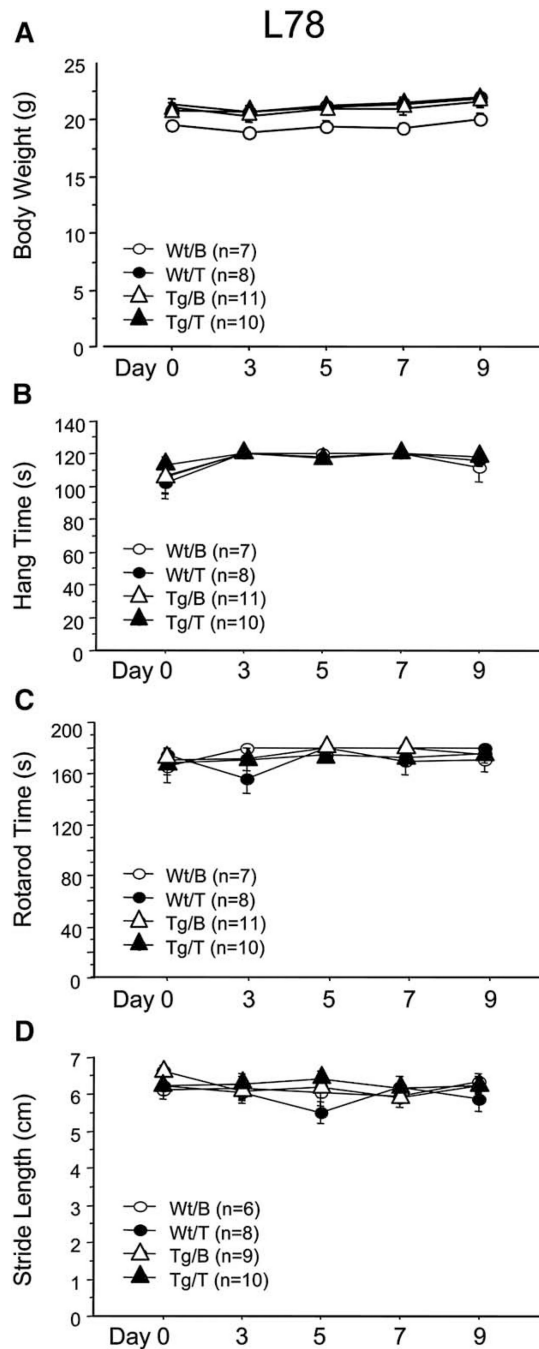 L78
A
Body Weight (g)
25
20
15
10
5
0
Wt/B (n=7)
Wt/T (n=8)
Tg/B (n=11)
Tg/T (n=10)
Day 0 3 5 7 9
B
Hang Time (s)
140
120
100
80
60
40
20
0
Wt/B (n=7)
Wt/T (n=8)
Tg/B (n=11)
Tg/T (n=10)
Day 0 3 5 7 9
C
Rotarod Time (s)
200
160
120
80
40
0
Wt/B (n=7)
Wt/T (n=8)
Tg/B (n=11)
Tg/T (n=10)
Day 0 3 5 7 9
D
Stride Length (cm)
7
6
5
4
3
2
1
0
Wt/B (n=6)
Wt/T (n=8)
Tg/B (n=9)
Tg/T (n=10)
Day 0 3 5 7 9